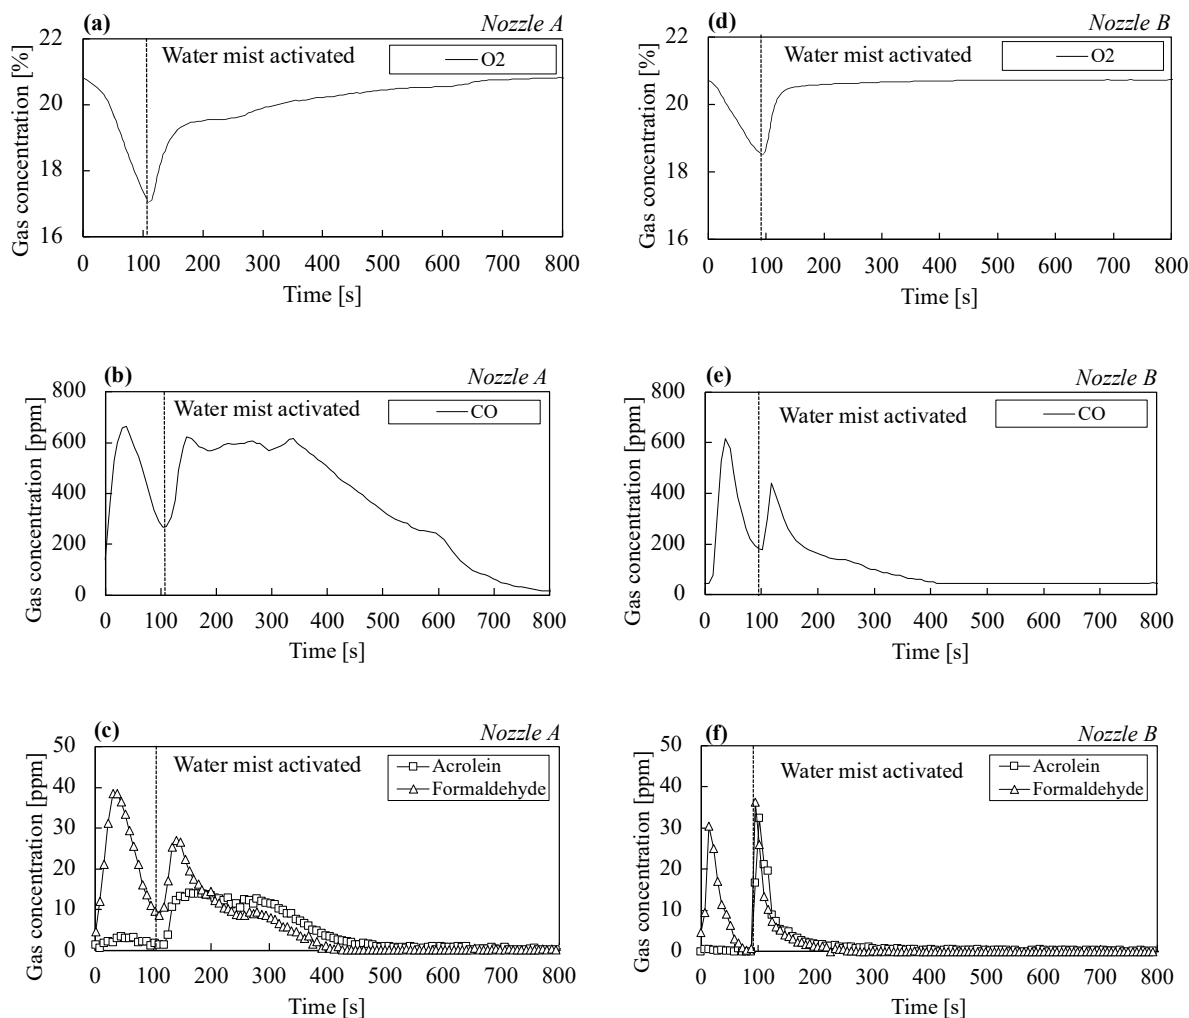 (a)
Nozzle A
Gas concentration [%]
22
20
18
16
Water mist activated
O2
0 100 200 300 400 500 600 700 800
Time [s]
(d)
Nozzle B
Gas concentration [%]
22
20
18
16
Water mist activated
O2
0 100 200 300 400 500 600 700 800
Time [s]
(b)
Nozzle A
Gas concentration [ppm]
800
600
400
200
0
Water mist activated
CO
0 100 200 300 400 500 600 700 800
Time [s]
(e)
Nozzle B
Gas concentration [ppm]
800
600
400
200
0
Water mist activated
CO
0 100 200 300 400 500 600 700 800
Time [s]
(c)
Nozzle A
Gas concentration [ppm]
50
40
30
20
10
0
Water mist activated
Acrolein
Formaldehyde
0 100 200 300 400 500 600 700 800
Time [s]
(f)
Nozzle B
Gas concentration [ppm]
50
40
30
20
10
0
Water mist activated
Acrolein
Formaldehyde
0 100 200 300 400 500 600 700 800
Time [s]